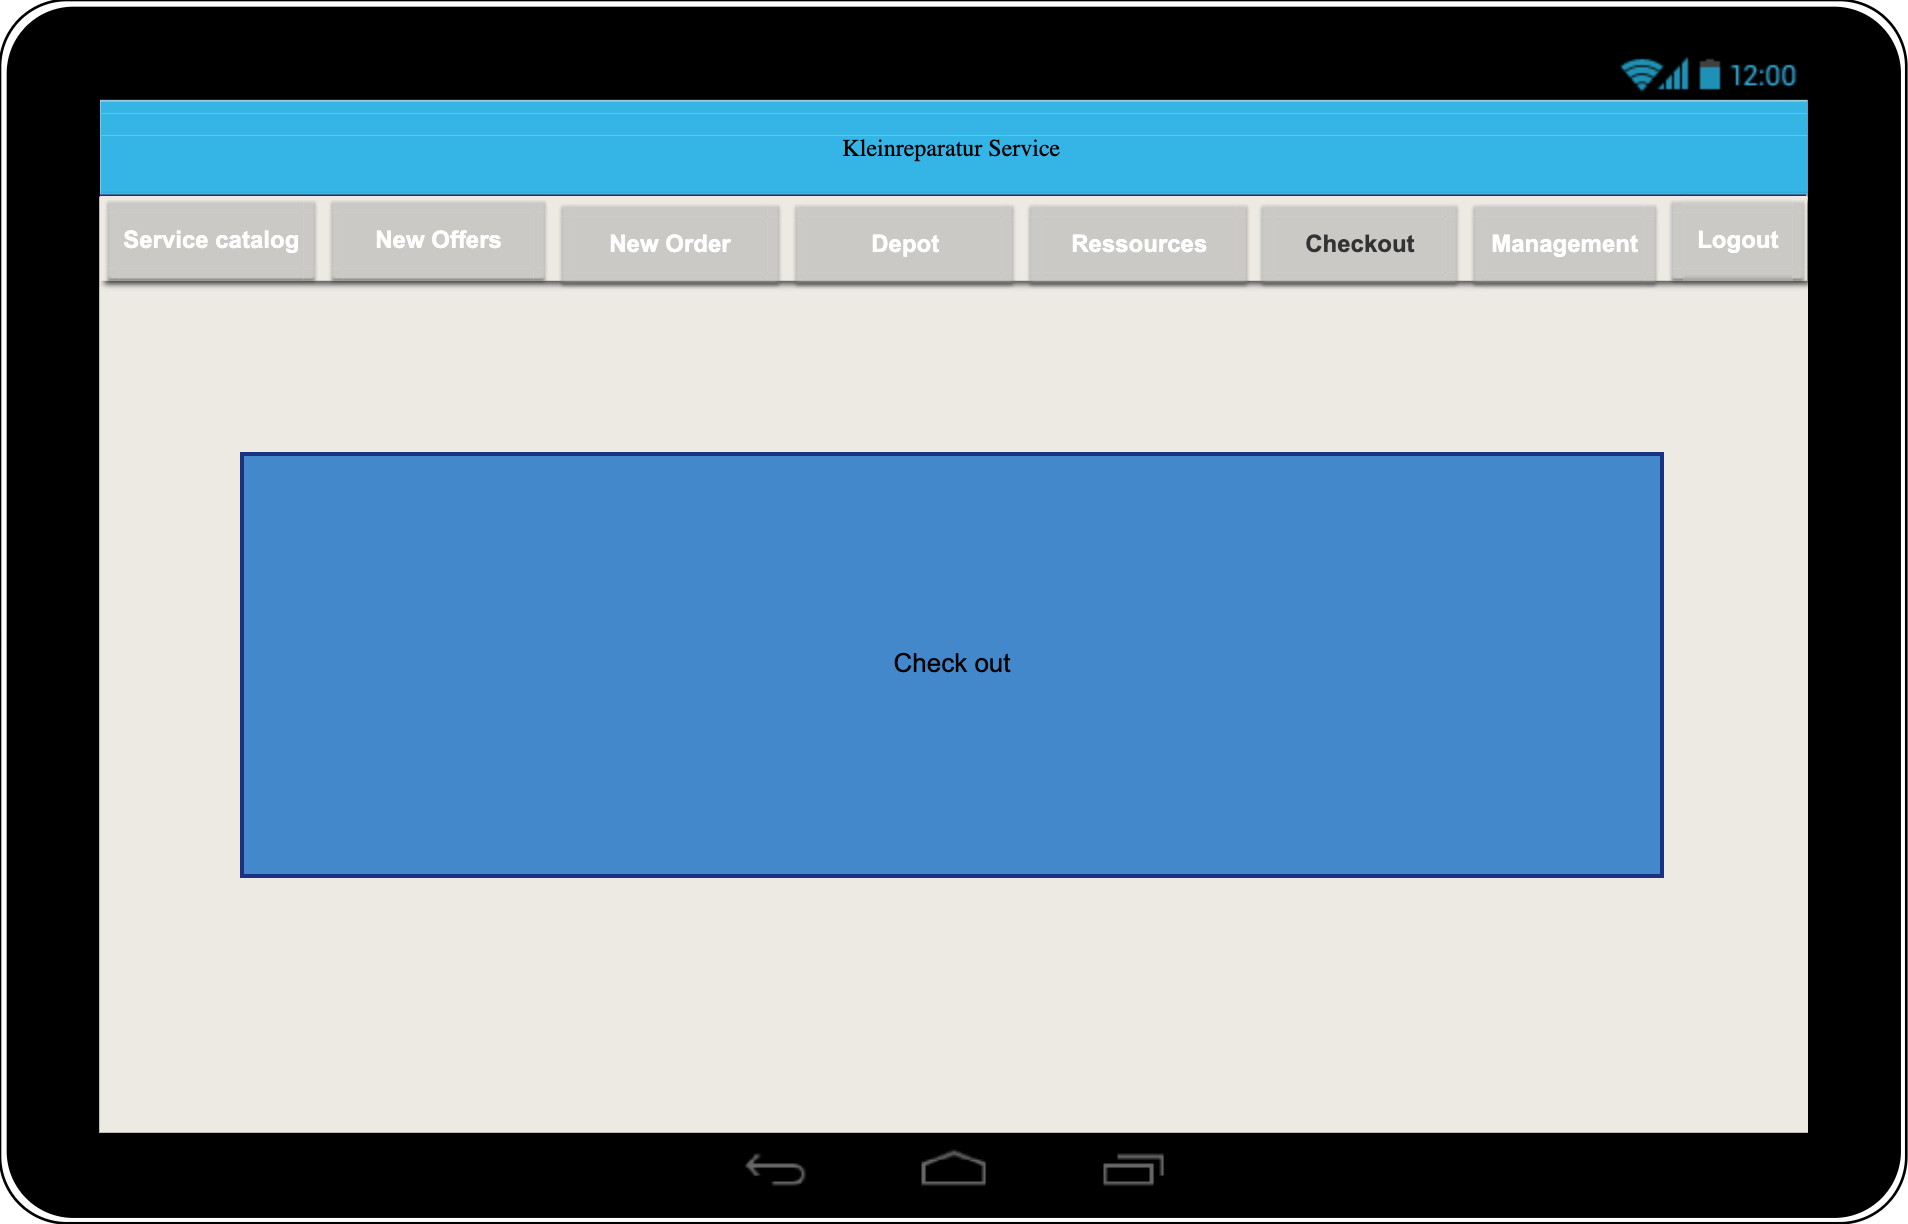 12:00
Kleinreparatur Service
Service catalog New Offers New Order Depot Ressources Checkout Management Logout
Check out